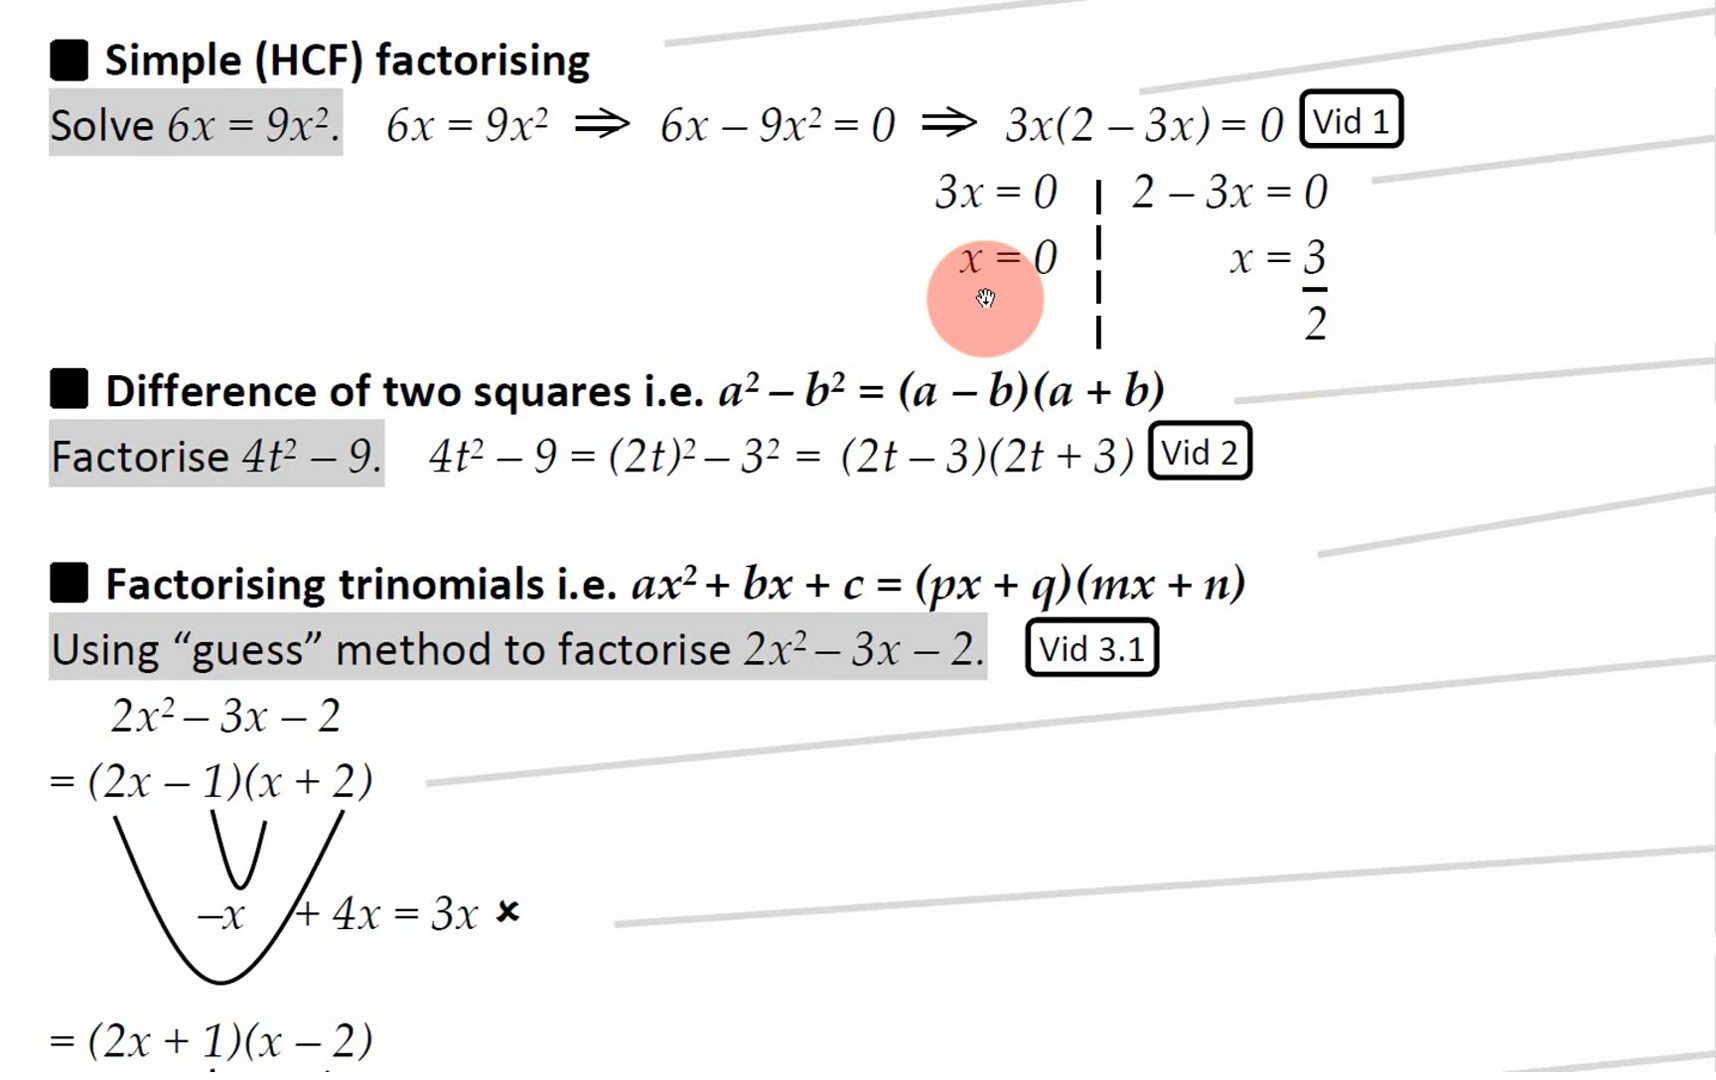 Simple (HCF) factorising
Solve 6x = 9x². 6x = 9x² ⇒ 6x – 9x² = 0 ⇒ 3x(2 – 3x) = 0 Vid 1
3x = 0 2 – 3x = 0
x = 0 x = 3
2
Difference of two squares i.e. a² – b² = (a – b)(a + b)
Factorise 4t² – 9. 4t² – 9 = (2t)² – 3² = (2t – 3)(2t + 3) Vid 2
Factorising trinomials i.e. ax² + bx + c = (px + q)(mx + n)
Using “guess” method to factorise 2x² – 3x – 2. Vid 3.1
2x² – 3x – 2
= (2x – 1)(x + 2)
–x + 4x = 3x ×
= (2x + 1)(x – 2)